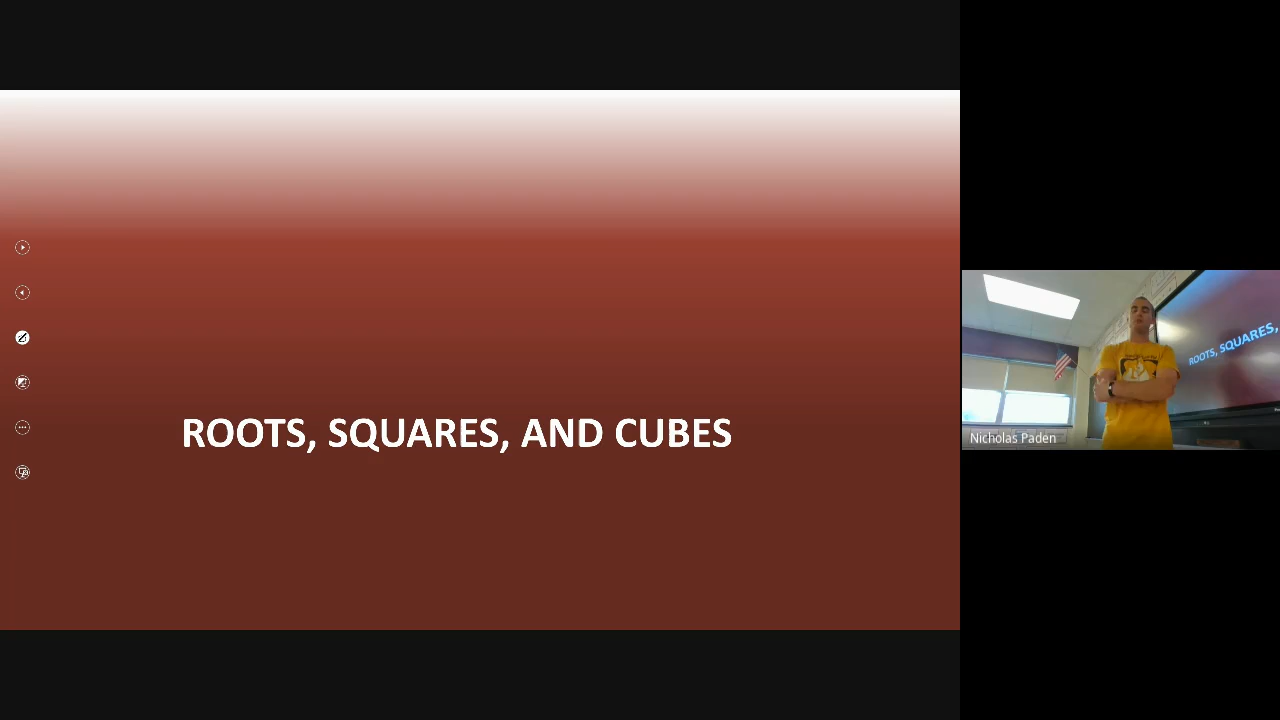 ROOTS, SQUARES, AND CUBES
ROOTS, SQUARES,
Nicholas Paden